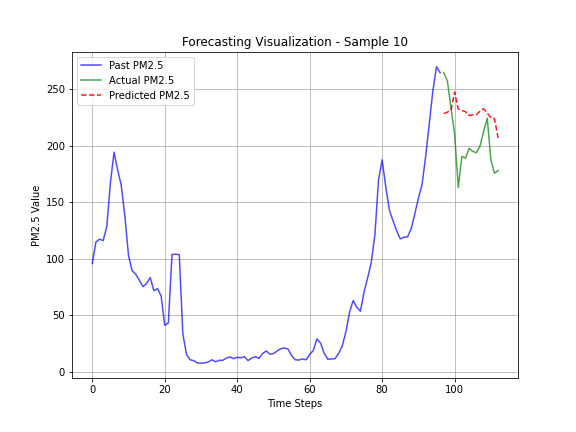 Forecasting Visualization - Sample 10
Past PM2.5
Actual PM2.5
Predicted PM2.5
250
200
150
100
50
0
PM2.5 Value
0 20 40 60 80 100
Time Steps